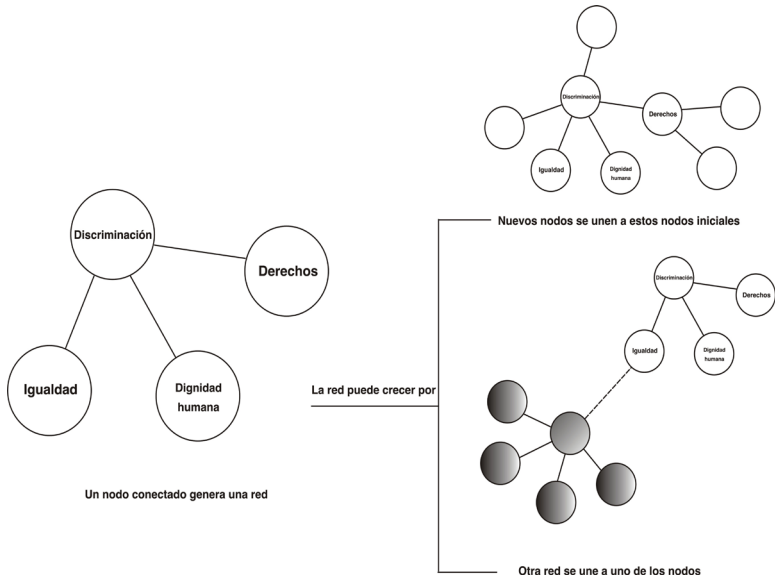 Discriminación
Derechos
Igualdad
Dignidad
humana
Un nodo conectado genera una red
La red puede crecer por
Discriminación
Derechos
Igualdad
Dignidad
humana
Nuevos nodos se unen a estos nodos iniciales
Discriminación
Derechos
Igualdad
Dignidad
humana
Otra red se une a uno de los nodos